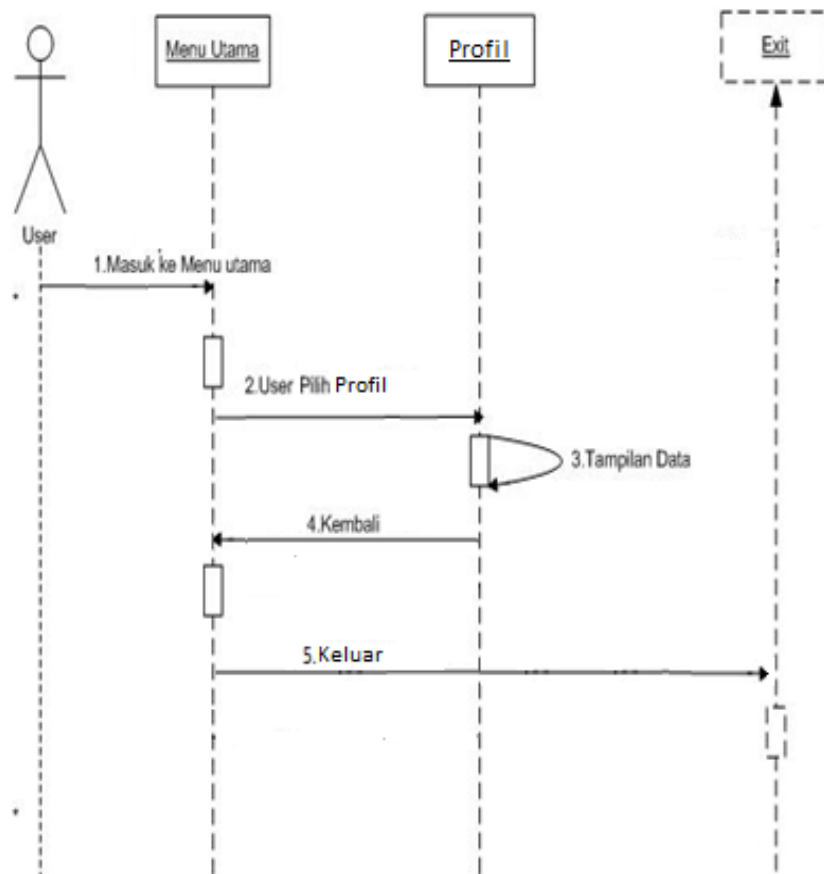 Menu Utama
Profil
Exit
User
1.Masuk ke Menu utama
2.User Pilih Profil
3.Tampilan Data
4.Kembali
5.Keluar